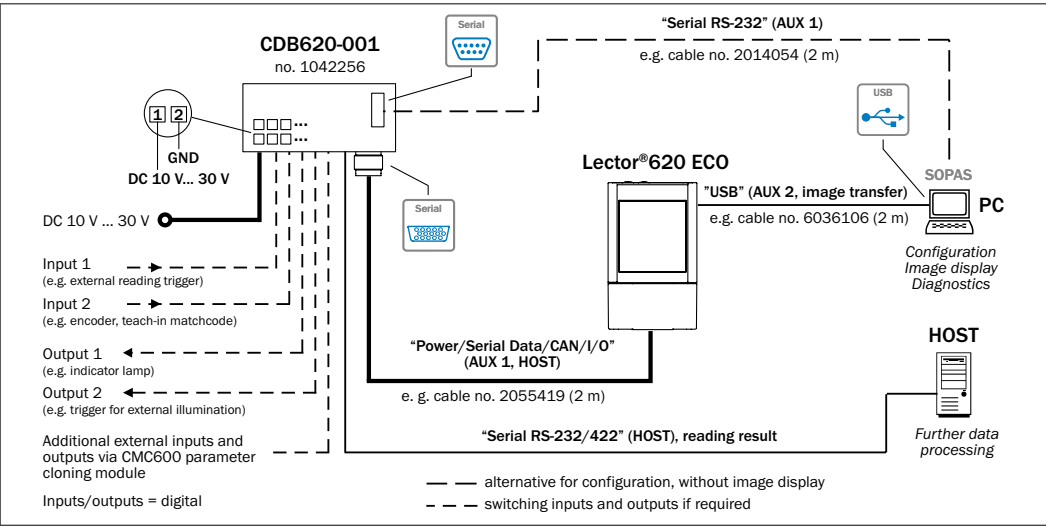 "Serial RS-232" (AUX 1)
e.g. cable no. 2014054 (2 m)
Serial
CDB620-001
no. 1042256
USB
1 2
GND
DC 10 V... 30 V
Lector®620 ECO
SOPAS
"USB" (AUX 2, image transfer)
PC
e.g. cable no. 6036106 (2 m)
Serial
DC 10 V ... 30 V
Configuration
Image display
Diagnostics
Input 1
(e.g. external reading trigger)
Input 2
(e.g. encoder, teach-in matchcode)
Output 1
(e.g. indicator lamp)
Output 2
(e.g. trigger for external illumination)
"Power/Serial Data/CAN/I/O"
(AUX 1, HOST)
e. g. cable no. 2055419 (2 m)
HOST
"Serial RS-232/422" (HOST), reading result
Further data
processing
Additional external inputs and
outputs via CMC600 parameter
cloning module
Inputs/outputs = digital
alternative for configuration, without image display
switching inputs and outputs if required